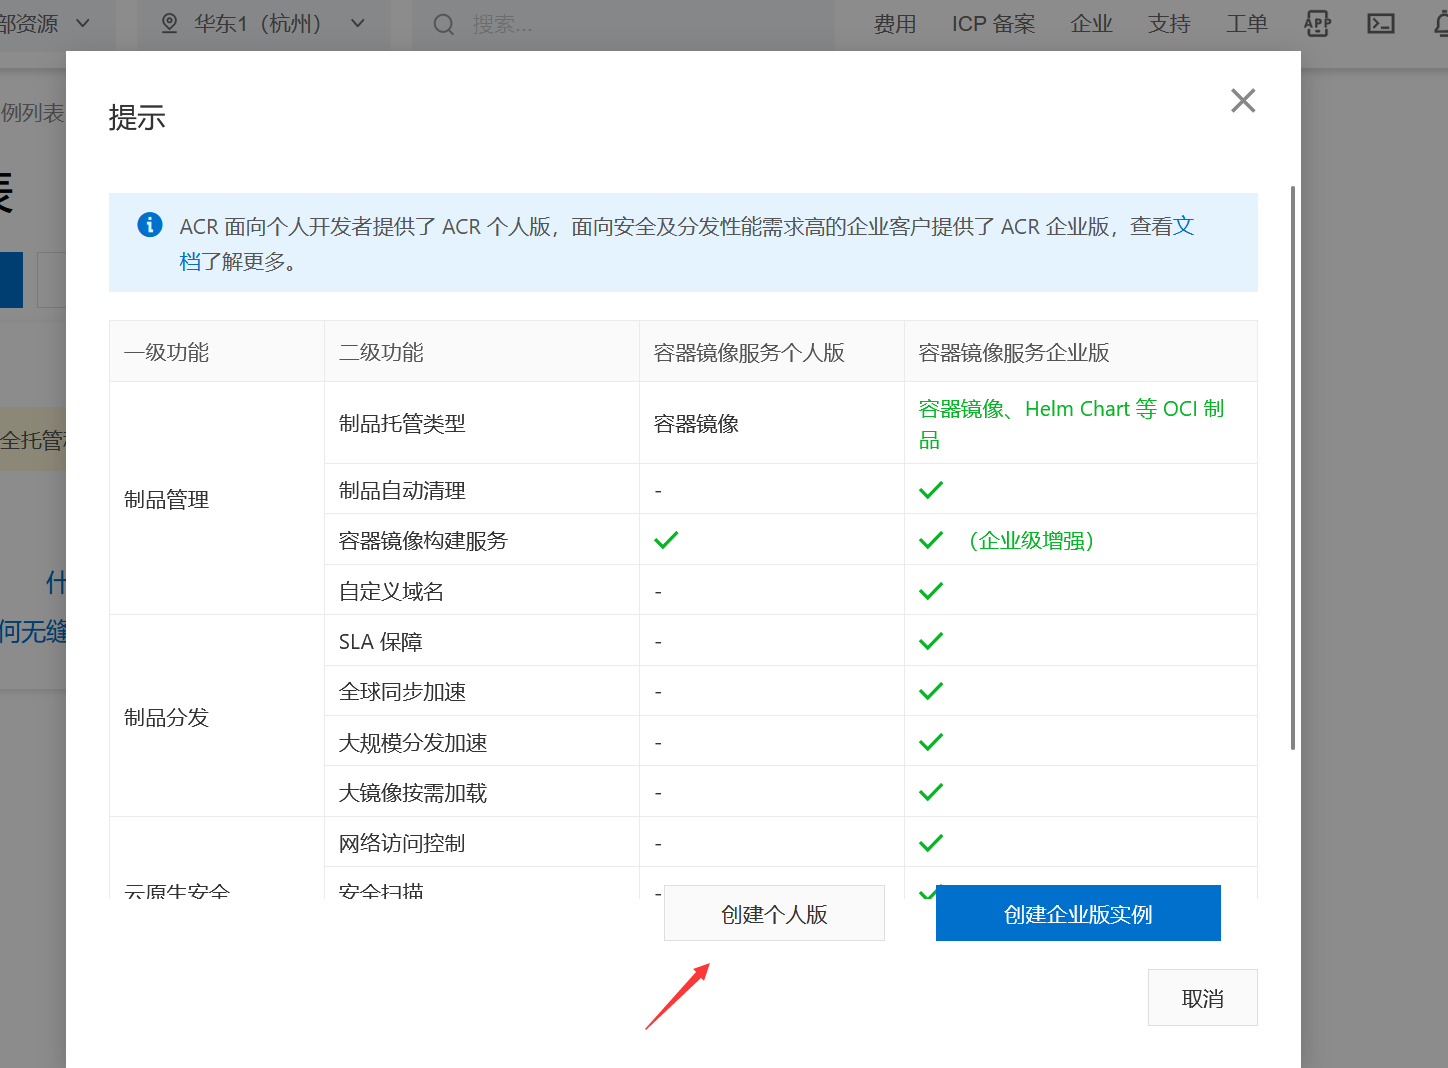 部资源
华东1（杭州）
搜索...
费用
ICP 备案
企业
支持
工单
APP
例列表
表
提示
ACR 面向个人开发者提供了 ACR 个人版，面向安全及分发性能需求高的企业客户提供了 ACR 企业版，查看文
档了解更多。
一级功能 二级功能 容器镜像服务个人版 容器镜像服务企业版
制品管理
制品托管类型 容器镜像 容器镜像、Helm Chart 等 OCI 制
品
制品自动清理 -
容器镜像构建服务 （企业级增强）
自定义域名 -
制品分发
SLA 保障 -
全球同步加速 -
大规模分发加速 -
大镜像按需加载 -
网络访问控制 -
云原生安全
安全扫描 -
全托管
什
何无缝
创建个人版
创建企业版实例
取消